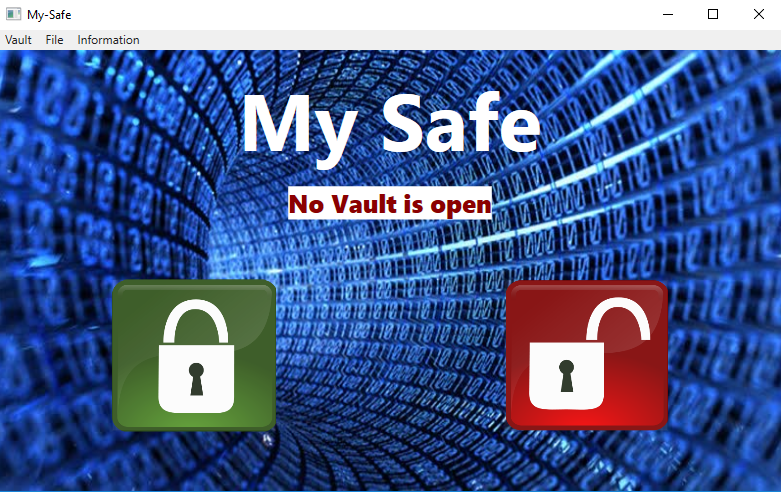 My-Safe
Vault File Information
My Safe
No Vault is open